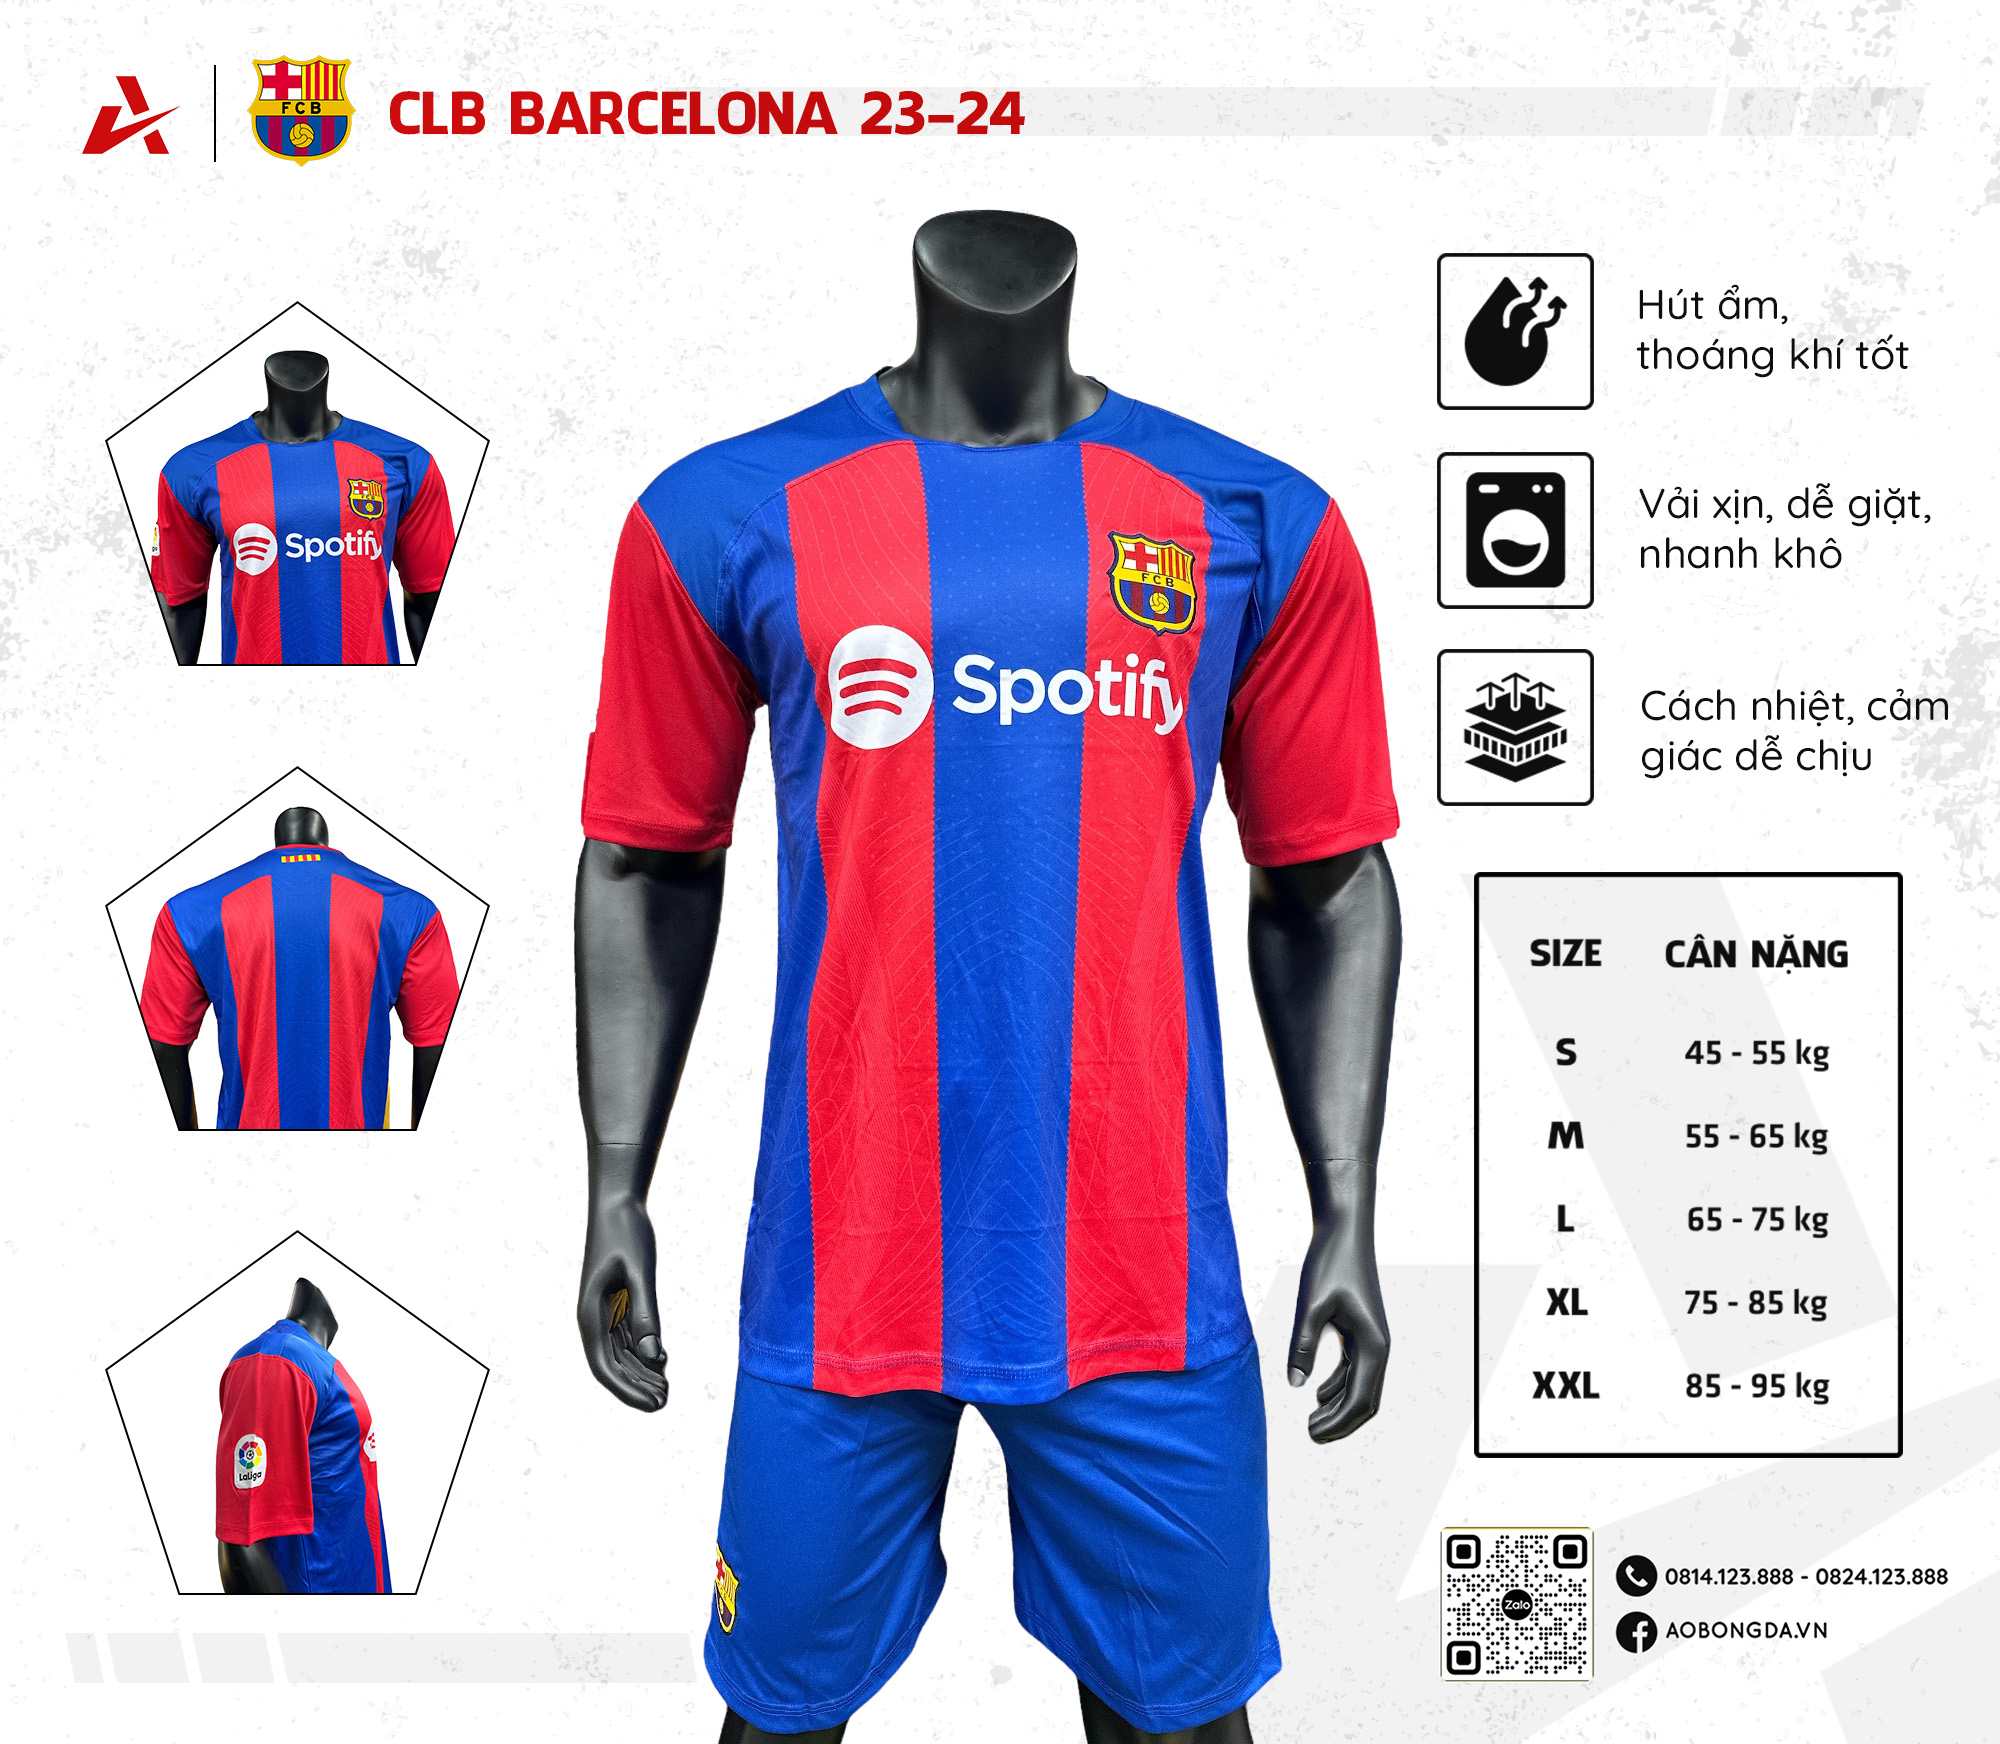 CLB BARCELONA 23-24
FCB
Hút ẩm,
thoáng khí tốt
Vải xịn, dễ giặt,
nhanh khô
Cách nhiệt, cảm
giác dễ chịu
FCB
Spotify
FCB
Spotify
LaLiga
SIZE CÂN NẶNG
S 45 - 55 kg
M 55 - 65 kg
L 65 - 75 kg
XL 75 - 85 kg
XXL 85 - 95 kg
Zalo
0814.123.888 - 0824.123.888
AOBONGDA.VN